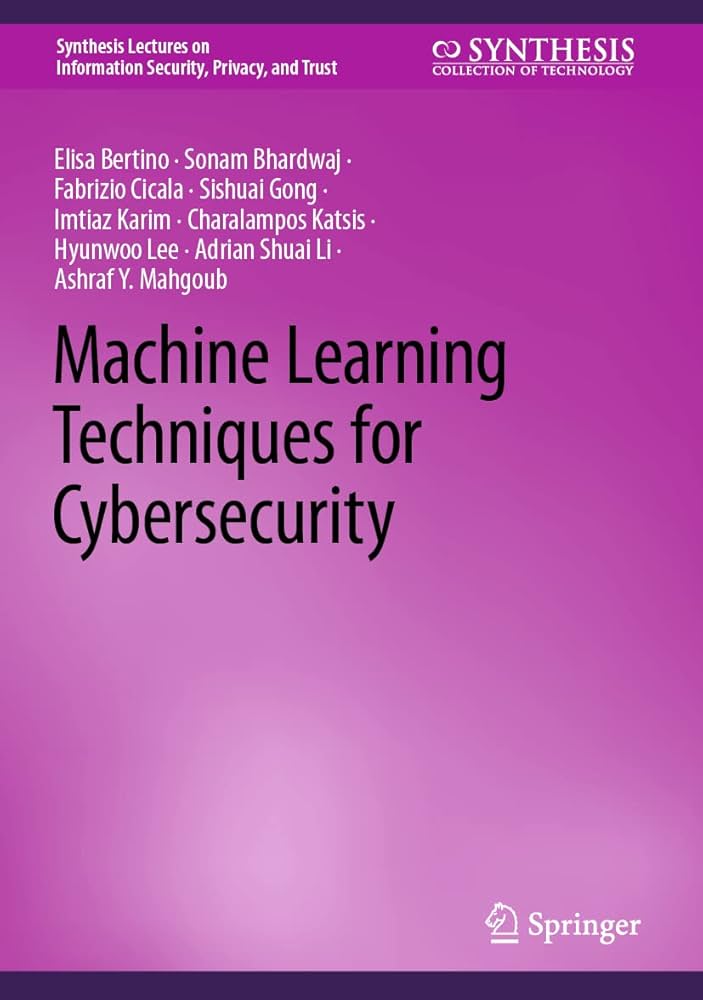 Synthesis Lectures on
Information Security, Privacy, and Trust
SYNTHESIS
COLLECTION OF TECHNOLOGY
Elisa Bertino · Sonam Bhardwaj ·
Fabrizio Cicala · Sishuai Gong ·
Imtiaz Karim · Charalampos Katsis ·
Hyunwoo Lee · Adrian Shuai Li ·
Ashraf Y. Mahgoub
Machine Learning
Techniques for
Cybersecurity
Springer